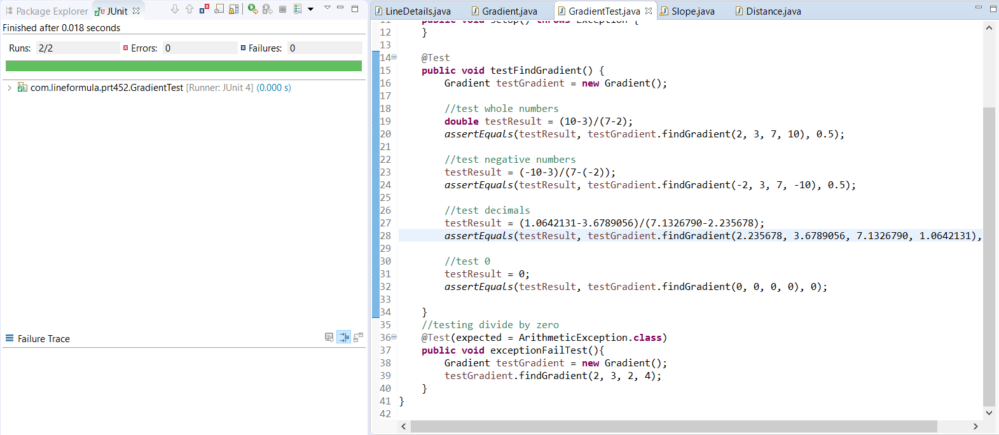 Package Explorer JUnit
Finished after 0.018 seconds
Runs: 2/2 Errors: 0 Failures: 0
com.lineformula.prt452.GradientTest [Runner: JUnit 4] (0.000 s)
Failure Trace
LineDetails.java Gradient.java GradientTest.java Slope.java Distance.java
11 public void setUp() throws Exception {
12 }
13
14 @Test
15 public void testFindGradient() {
16 Gradient testGradient = new Gradient();
17
18 //test whole numbers
19 double testResult = (10-3)/(7-2);
20 assertEquals(testResult, testGradient.findGradient(2, 3, 7, 10), 0.5);
21
22 //test negative numbers
23 testResult = (-10-3)/(7-(-2));
24 assertEquals(testResult, testGradient.findGradient(-2, 3, 7, -10), 0.5);
25
26 //test decimals
27 testResult = (1.0642131-3.6789056)/(7.1326790-2.235678);
28 assertEquals(testResult, testGradient.findGradient(2.235678, 3.6789056, 7.1326790, 1.0642131),
29
30 //test 0
31 testResult = 0;
32 assertEquals(testResult, testGradient.findGradient(0, 0, 0, 0), 0);
33
34 }
35 //testing divide by zero
36 @Test(expected = ArithmeticException.class)
37 public void exceptionFailTest(){
38 Gradient testGradient = new Gradient();
39 testGradient.findGradient(2, 3, 2, 4);
40 }
41 }
42